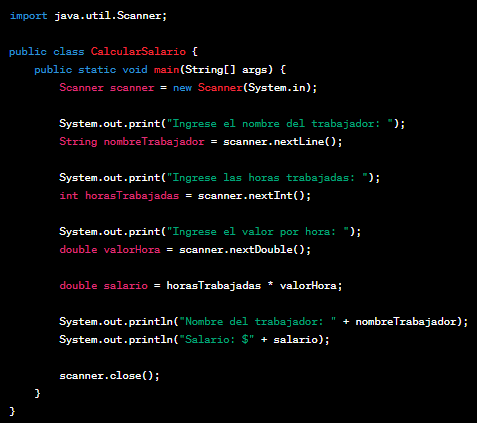 import java.util.Scanner;
public class CalcularSalario {
public static void main(String[] args) {
Scanner scanner = new Scanner(System.in);
System.out.print("Ingrese el nombre del trabajador: ");
String nombreTrabajador = scanner.nextLine();
System.out.print("Ingrese las horas trabajadas: ");
int horasTrabajadas = scanner.nextInt();
System.out.print("Ingrese el valor por hora: ");
double valorHora = scanner.nextDouble();
double salario = horasTrabajadas * valorHora;
System.out.println("Nombre del trabajador: " + nombreTrabajador);
System.out.println("Salario: $" + salario);
scanner.close();
}
}